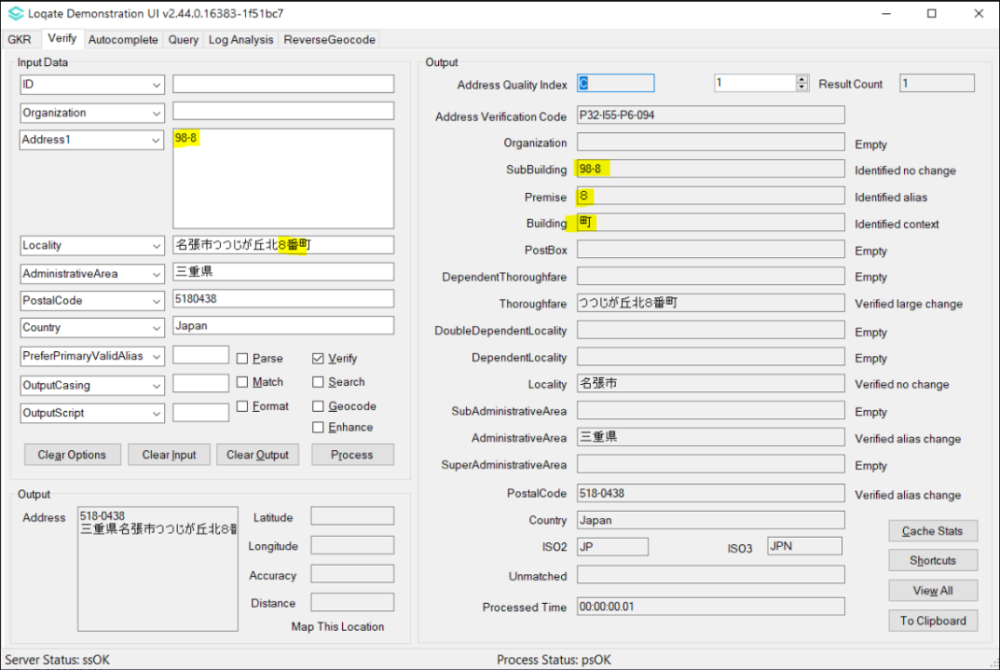 Loqate Demonstration UI v2.44.0.16383-1f51bc7
GKR Verify Autocomplete Query Log Analysis ReverseGeocode
Input Data
ID
Organization
Address1 98-8
Locality 名張市つつじが丘北8番町
AdministrativeArea 三重県
PostalCode 5180438
Country Japan
PreferPrimaryValidAlias Parse Verify
OutputCasing Match Search
OutputScript Format Geocode
Enhance
Clear Options Clear Input Clear Output Process
Output
Address 518-0438
三重県名張市つつじが丘北8番
Latitude
Longitude
Accuracy
Distance
Map This Location
Output
Address Quality Index C 1 Result Count 1
Address Verification Code P32-I55-P6-094
Organization Empty
SubBuilding 98-8 Identified no change
Premise 8 Identified alias
Building 町 Identified context
PostBox Empty
DependentThoroughfare Empty
Thoroughfare つつじが丘北8番町 Verified large change
DoubleDependentLocality Empty
DependentLocality Empty
Locality 名張市 Verified no change
SubAdministrativeArea Empty
AdministrativeArea 三重県 Verified alias change
SuperAdministrativeArea Empty
PostalCode 518-0438 Verified alias change
Country Japan
ISO2 JP ISO3 JPN
Unmatched
Processed Time 00:00:00.01
Cache Stats
Shortcuts
View All
To Clipboard
Server Status: ssOK Process Status: psOK